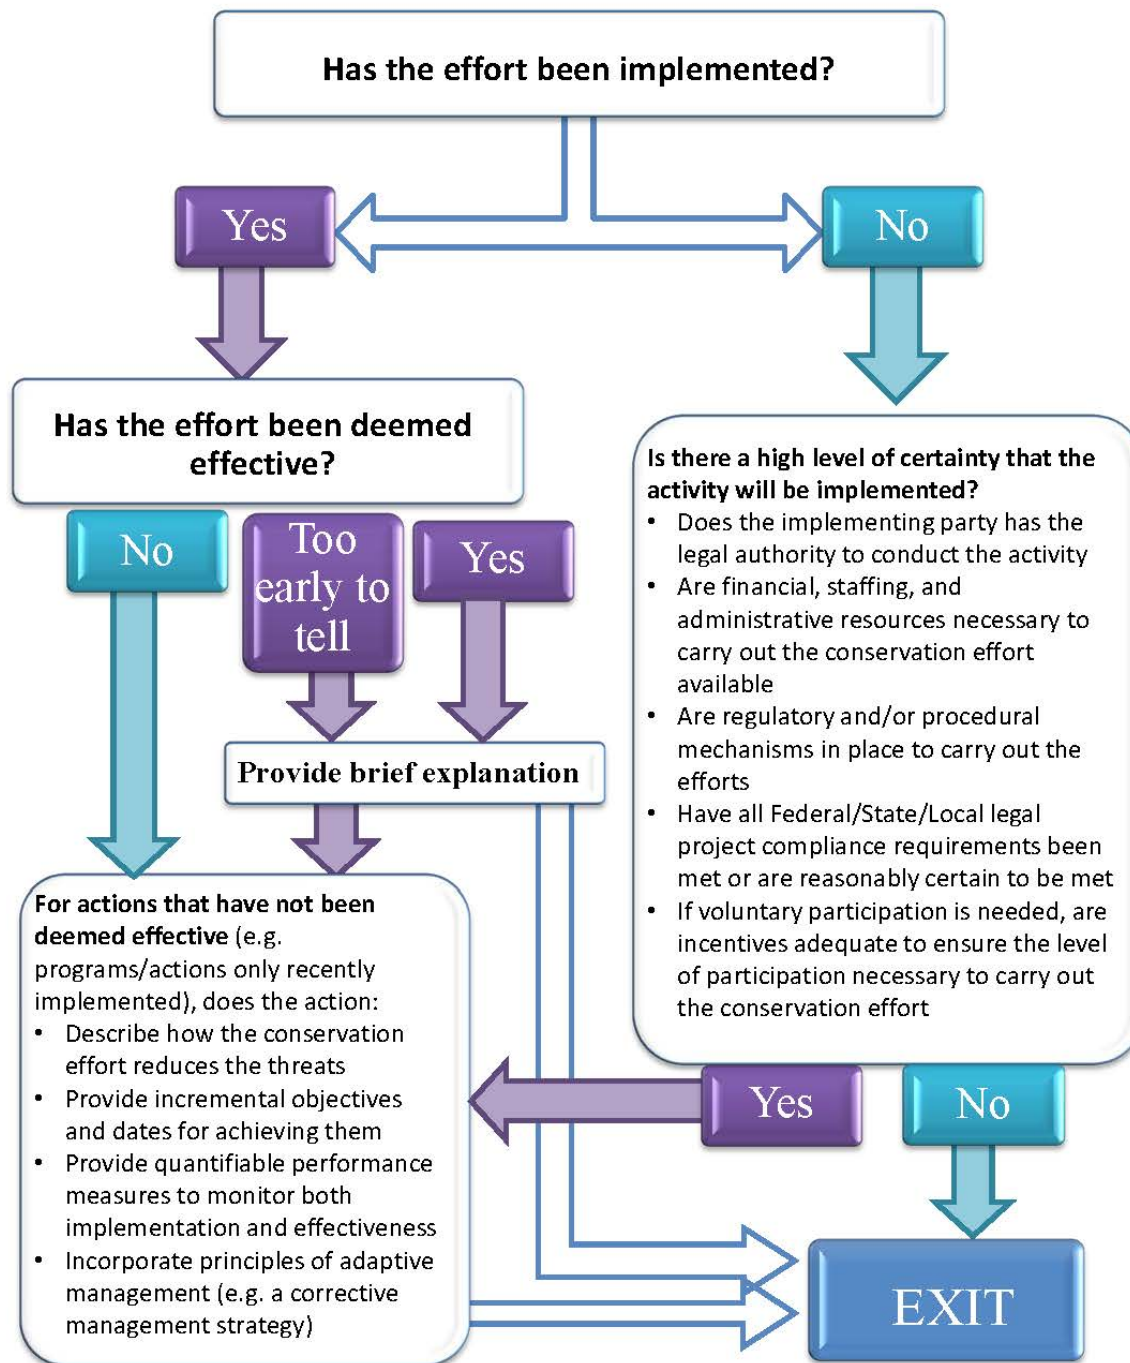 Has the effort been implemented?
Yes
No
Has the effort been deemed
effective?
No
Too
early to
tell
Yes
Provide brief explanation
Is there a high level of certainty that the
activity will be implemented?
• Does the implementing party has the
legal authority to conduct the activity
• Are financial, staffing, and
administrative resources necessary to
carry out the conservation effort
available
• Are regulatory and/or procedural
mechanisms in place to carry out the
efforts
• Have all Federal/State/Local legal
project compliance requirements been
met or are reasonably certain to be met
• If voluntary participation is needed, are
incentives adequate to ensure the level
of participation necessary to carry out
the conservation effort
Yes
No
For actions that have not been
deemed effective (e.g.
programs/actions only recently
implemented), does the action:
• Describe how the conservation
effort reduces the threats
• Provide incremental objectives
and dates for achieving them
• Provide quantifiable performance
measures to monitor both
implementation and effectiveness
• Incorporate principles of adaptive
management (e.g. a corrective
management strategy)
EXIT